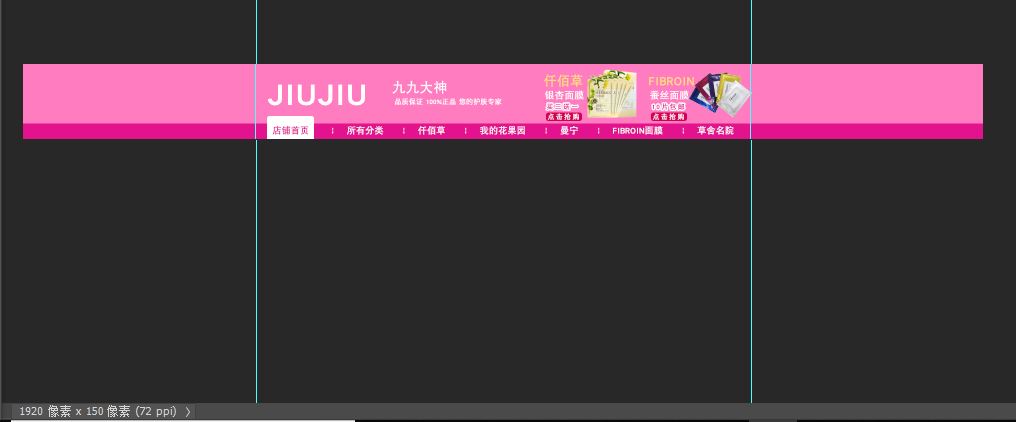 JIUJIU
九九大神
品质保证 100%正品 您的护肤专家
仟佰草
银杏面膜
买三送一
点击抢购
FIBROIN
蚕丝面膜
10片包邮
点击抢购
店铺首页 所有分类 仟佰草 我的花果园 曼宁 FIBROIN面膜 草舍名院
1920 像素 x 150 像素 (72 ppi)